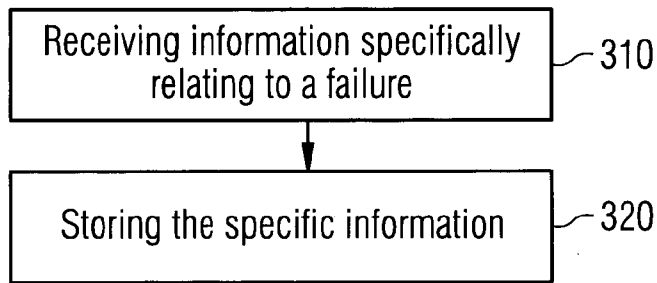 Receiving information specifically
relating to a failure
310
Storing the specific information
320